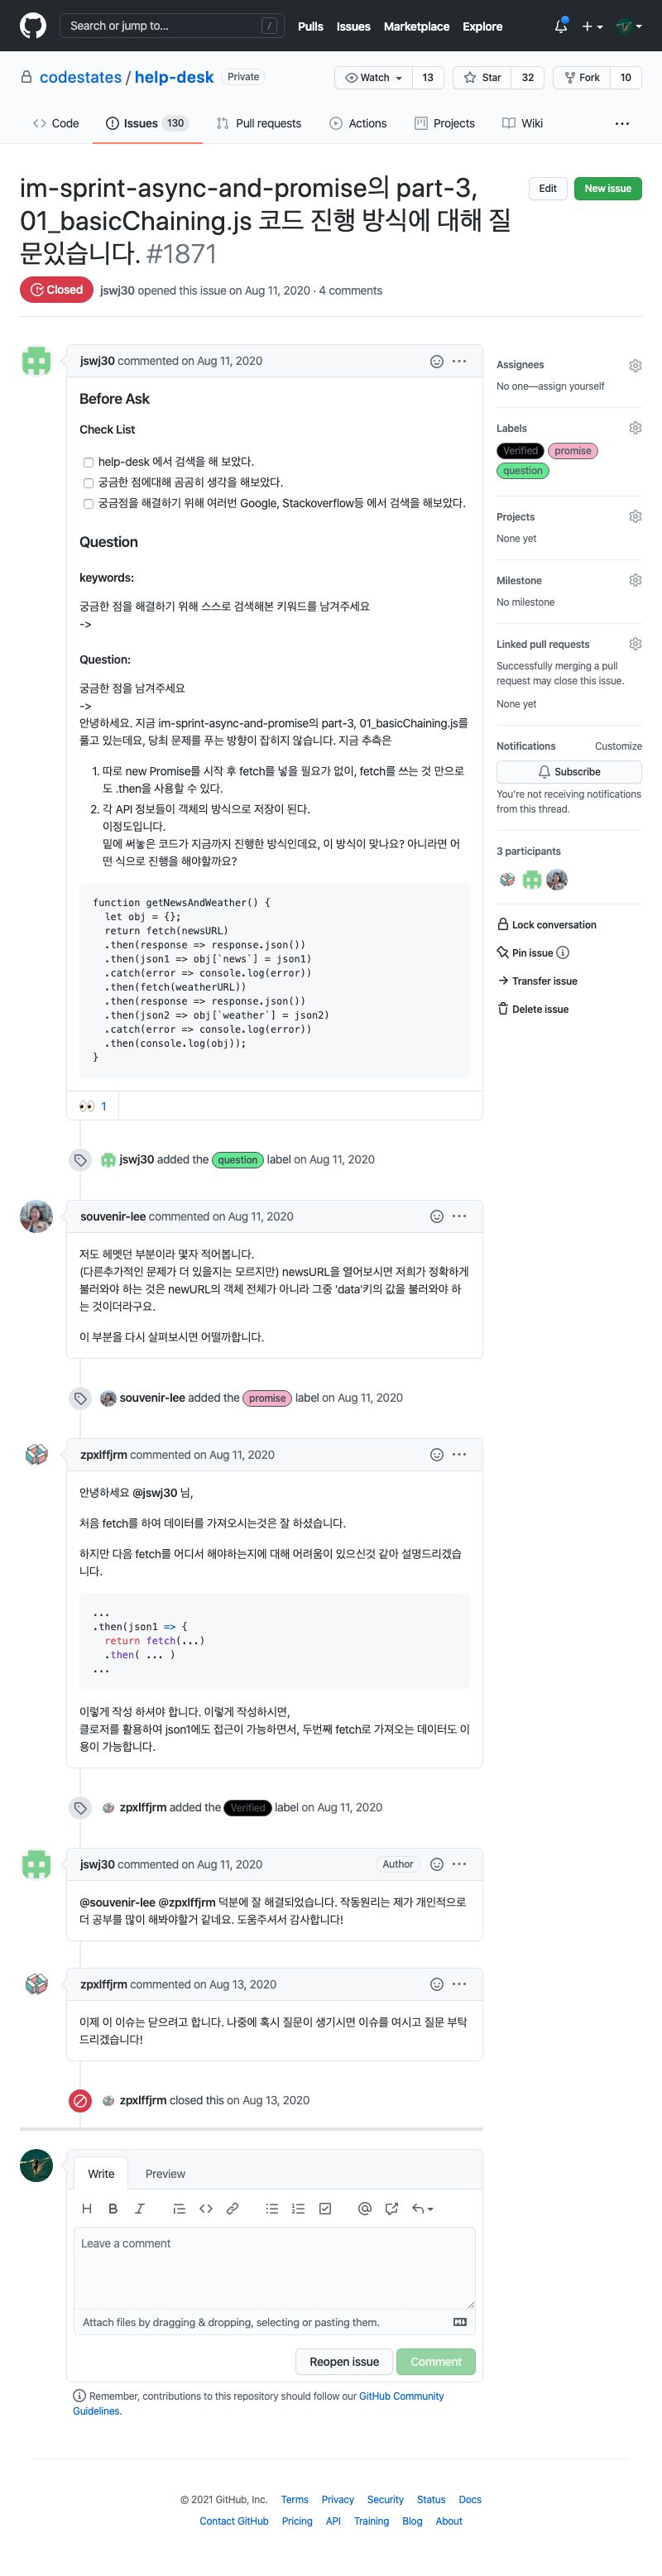 Search or jump to...
/
Pulls Issues Marketplace Explore
codestates / help-desk Private
Watch 13 Star 32 Fork 10
Code Issues 130 Pull requests Actions Projects Wiki
im-sprint-async-and-promise의 part-3,
01_basicChaining.js 코드 진행 방식에 대해 질
문있습니다. #1871
Edit New issue
Closed jswj30 opened this issue on Aug 11, 2020 · 4 comments
jswj30 commented on Aug 11, 2020
Before Ask
Check List
help-desk 에서 검색을 해 보았다.
궁금한 점에대해 곰곰히 생각을 해보았다.
궁금점을 해결하기 위해 여러번 Google, Stackoverflow등 에서 검색을 해보았다.
Question
keywords:
궁금한 점을 해결하기 위해 스스로 검색해본 키워드를 남겨주세요
->
Question:
궁금한 점을 남겨주세요
->
안녕하세요. 지금 im-sprint-async-and-promise의 part-3, 01_basicChaining.js를
풀고 있는데요, 당최 문제를 푸는 방향이 잡히지 않습니다. 지금 추측은
1. 따로 new Promise를 시작 후 fetch를 넣을 필요가 없이, fetch를 쓰는 것 만으로
도 .then을 사용할 수 있다.
2. 각 API 정보들이 객체의 방식으로 저장이 된다.
이정도입니다.
밑에 써놓은 코드가 지금까지 진행한 방식인데요, 이 방식이 맞나요? 아니라면 어
떤 식으로 진행을 해야할까요?
function getNewsAndWeather() {
let obj = {};
return fetch(newsURL)
.then(response => response.json())
.then(json1 => obj[`news`] = json1)
.catch(error => console.log(error))
.then(fetch(weatherURL))
.then(response => response.json())
.then(json2 => obj[`weather`] = json2)
.catch(error => console.log(error))
.then(console.log(obj));
}
👀 1
Assignees
No one—assign yourself
Labels
Verified promise
question
Projects
None yet
Milestone
No milestone
Linked pull requests
Successfully merging a pull
request may close this issue.
None yet
Notifications Customize
Subscribe
You're not receiving notifications
from this thread.
3 participants
Lock conversation
Pin issue
Transfer issue
Delete issue
jswj30 added the question label on Aug 11, 2020
souvenir-lee commented on Aug 11, 2020
저도 헤멧던 부분이라 몇자 적어봅니다.
(다른추가적인 문제가 더 있을지는 모르지만) newsURL을 열어보시면 저희가 정확하게
불러와야 하는 것은 newURL의 객체 전체가 아니라 그중 'data'키의 값을 불러와야 하
는 것이더라구요.
이 부분을 다시 살펴보시면 어떨까합니다.
souvenir-lee added the promise label on Aug 11, 2020
zpxlffjrm commented on Aug 11, 2020
안녕하세요 @jswj30 님,
처음 fetch를 하여 데이터를 가져오시는것은 잘 하셨습니다.
하지만 다음 fetch를 어디서 해야하는지에 대해 어려움이 있으신것 같아 설명드리겠습
니다.
...
.then(json1 => {
return fetch(...)
.then( ... )
...
이렇게 작성 하셔야 합니다. 이렇게 작성하시면,
클로저를 활용하여 json1에도 접근이 가능하면서, 두번째 fetch로 가져오는 데이터도 이
용이 가능합니다.
zpxlffjrm added the Verified label on Aug 11, 2020
jswj30 commented on Aug 11, 2020 Author
@souvenir-lee @zpxlffjrm 덕분에 잘 해결되었습니다. 작동원리는 제가 개인적으로
더 공부를 많이 해봐야할거 같네요. 도움주셔서 감사합니다!
zpxlffjrm commented on Aug 13, 2020
이제 이 이슈는 닫으려고 합니다. 나중에 혹시 질문이 생기시면 이슈를 여시고 질문 부탁
드리겠습니다!
zpxlffjrm closed this on Aug 13, 2020
Write Preview
Leave a comment
Attach files by dragging & dropping, selecting or pasting them.
Reopen issue Comment
Remember, contributions to this repository should follow our GitHub Community
Guidelines.
© 2021 GitHub, Inc. Terms Privacy Security Status Docs
Contact GitHub Pricing API Training Blog About